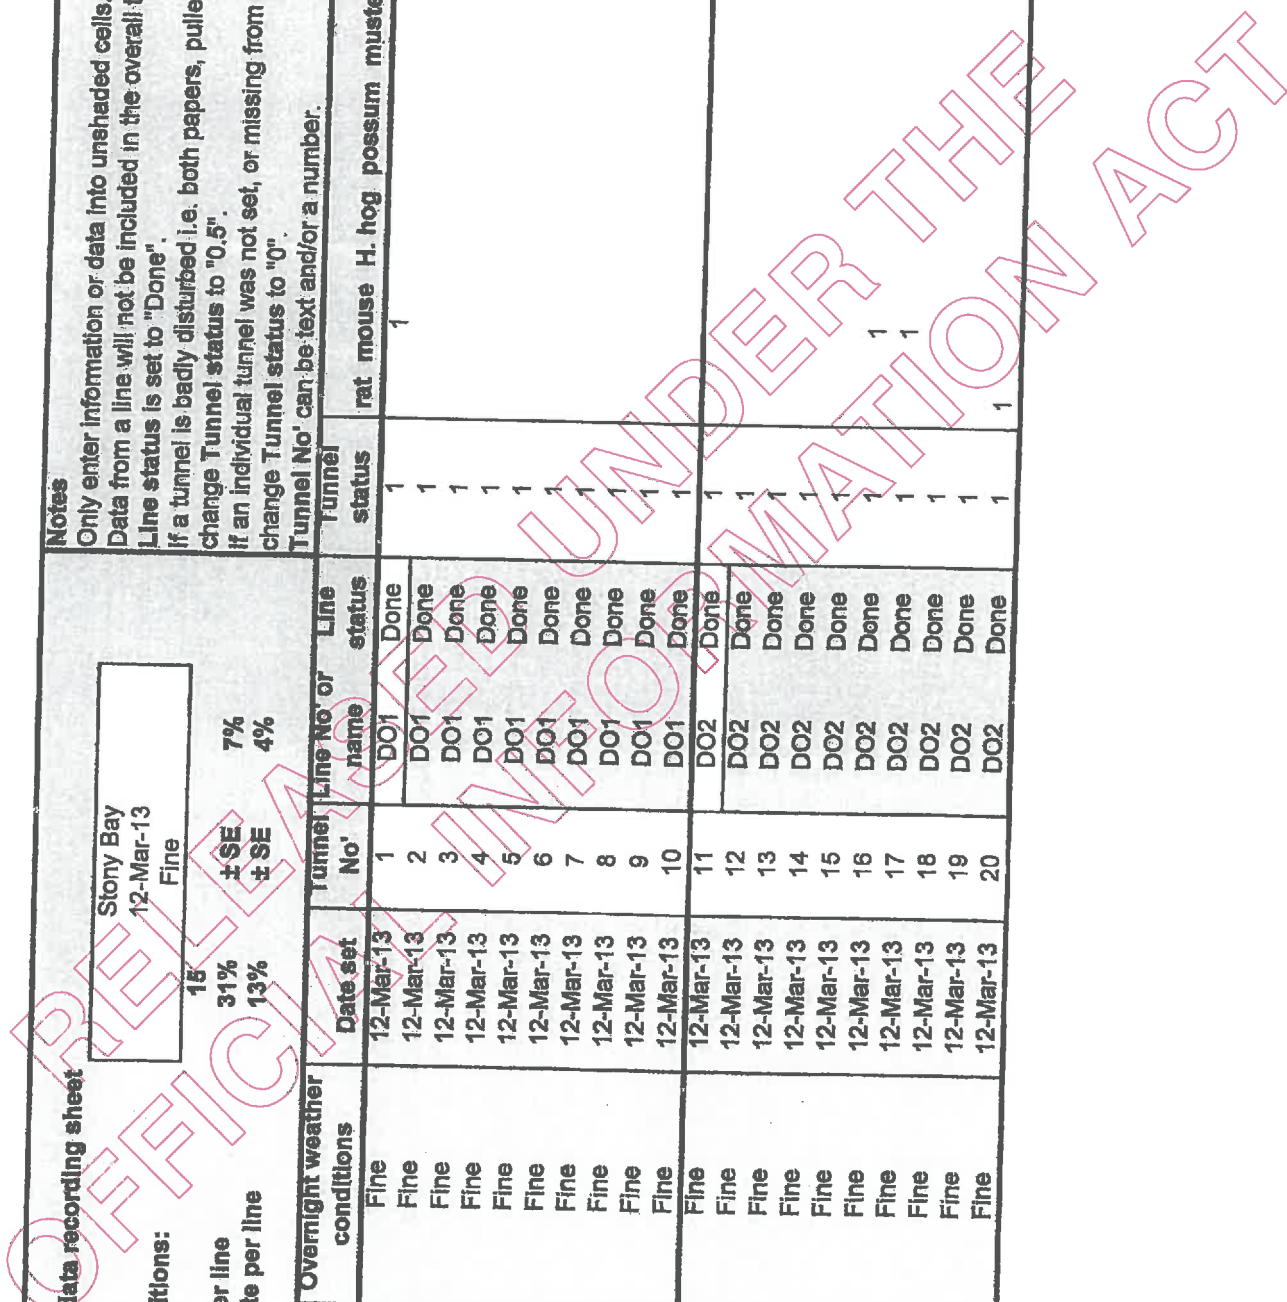 Notes
data recording sheet
Only enter information or data into unshaded cells.
Stony Bay
Data from a line will not be included in the overall
12-Mar-13
Line status is set to "Done".
itions: Fine
If a tunnel is badly disturbed i.e. both papers, pulle
15
change Tunnel status to "0.5".
er line 31% ± SE 7%
If an individual tunnel was not set, or missing from
te per line 13% ± SE 4%
change Tunnel status to "0".
Tunnel No' can be text and/or a number.
Overnight weather conditions Date set Tunnel No' Line No' or name Line status Tunnel status rat mouse H. hog possum muste
Fine 12-Mar-13 1 DO1 Done 1 1
Fine 12-Mar-13 2 DO1 Done 1
Fine 12-Mar-13 3 DO1 Done 1
Fine 12-Mar-13 4 DO1 Done 1
Fine 12-Mar-13 5 DO1 Done 1
Fine 12-Mar-13 6 DO1 Done 1
Fine 12-Mar-13 7 DO1 Done 1
Fine 12-Mar-13 8 DO1 Done 1
Fine 12-Mar-13 9 DO1 Done 1
Fine 12-Mar-13 10 DO1 Done 1
Fine 12-Mar-13 11 DO2 Done 1
Fine 12-Mar-13 12 DO2 Done 1
Fine 12-Mar-13 13 DO2 Done 1
Fine 12-Mar-13 14 DO2 Done 1
Fine 12-Mar-13 15 DO2 Done 1
Fine 12-Mar-13 16 DO2 Done 1 1
Fine 12-Mar-13 17 DO2 Done 1 1
Fine 12-Mar-13 18 DO2 Done 1
Fine 12-Mar-13 19 DO2 Done 1
Fine 12-Mar-13 20 DO2 Done 1 1
RELEASED UNDER THE
OFFICIAL INFORMATION ACT